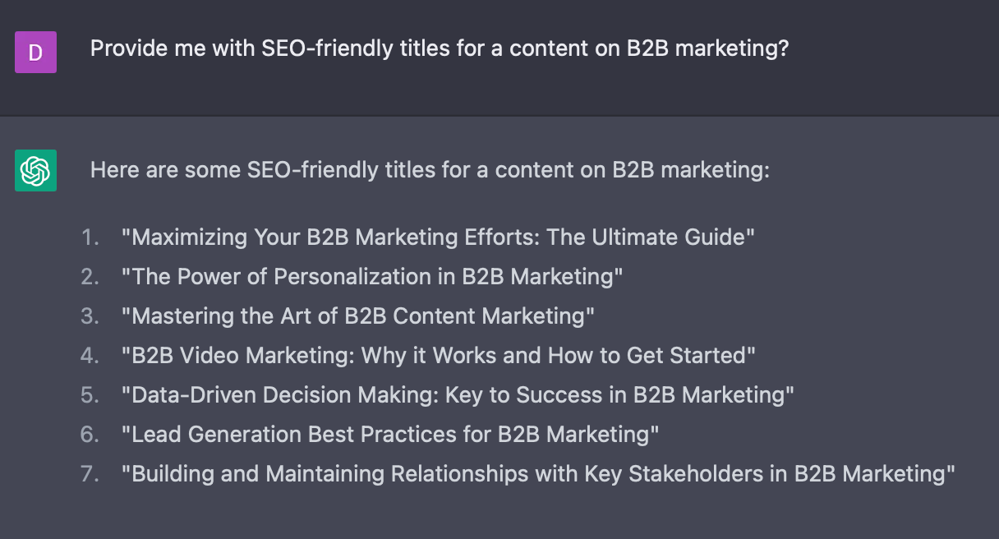 D
Provide me with SEO-friendly titles for a content on B2B marketing?
Here are some SEO-friendly titles for a content on B2B marketing:
1. "Maximizing Your B2B Marketing Efforts: The Ultimate Guide"
2. "The Power of Personalization in B2B Marketing"
3. "Mastering the Art of B2B Content Marketing"
4. "B2B Video Marketing: Why it Works and How to Get Started"
5. "Data-Driven Decision Making: Key to Success in B2B Marketing"
6. "Lead Generation Best Practices for B2B Marketing"
7. "Building and Maintaining Relationships with Key Stakeholders in B2B Marketing"